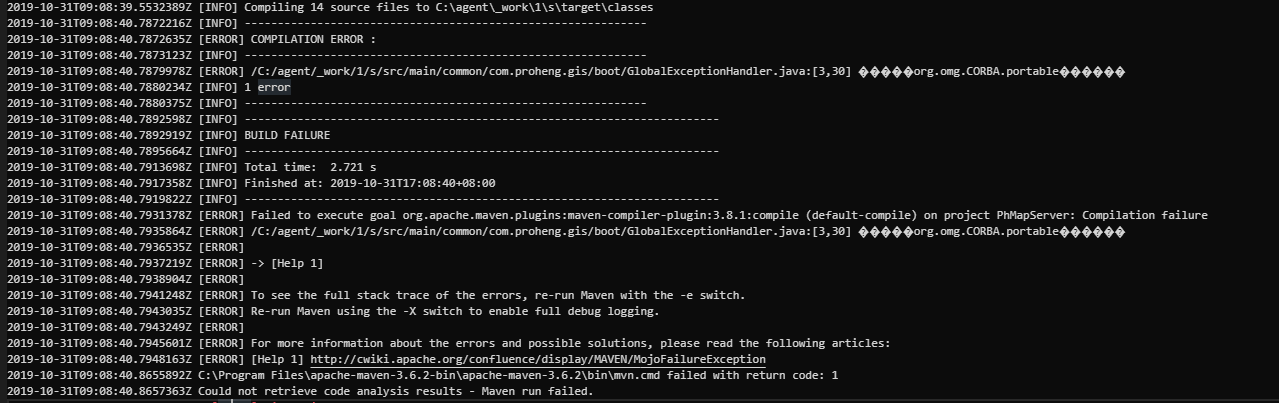 2019-10-31T09:08:39.5532389Z [INFO] Compiling 14 source files to C:\agent\_work\1\s\target\classes
2019-10-31T09:08:40.7872216Z [INFO] -------------------------------------------------------------
2019-10-31T09:08:40.7872635Z [ERROR] COMPILATION ERROR :
2019-10-31T09:08:40.7873123Z [INFO] -------------------------------------------------------------
2019-10-31T09:08:40.7879978Z [ERROR] /C:/agent/_work/1/s/src/main/common/com.proheng.gis/boot/GlobalExceptionHandler.java:[3,30] �����org.omg.CORBA.portable������
2019-10-31T09:08:40.7880234Z [INFO] 1 error
2019-10-31T09:08:40.7880375Z [INFO] -------------------------------------------------------------
2019-10-31T09:08:40.7892598Z [INFO] ------------------------------------------------------------------------
2019-10-31T09:08:40.7892919Z [INFO] BUILD FAILURE
2019-10-31T09:08:40.7895664Z [INFO] ------------------------------------------------------------------------
2019-10-31T09:08:40.7913698Z [INFO] Total time:  2.721 s
2019-10-31T09:08:40.7917358Z [INFO] Finished at: 2019-10-31T17:08:40+08:00
2019-10-31T09:08:40.7919822Z [INFO] ------------------------------------------------------------------------
2019-10-31T09:08:40.7931378Z [ERROR] Failed to execute goal org.apache.maven.plugins:maven-compiler-plugin:3.8.1:compile (default-compile) on project PhMapServer: Compilation failure
2019-10-31T09:08:40.7935864Z [ERROR] /C:/agent/_work/1/s/src/main/common/com.proheng.gis/boot/GlobalExceptionHandler.java:[3,30] �����org.omg.CORBA.portable������
2019-10-31T09:08:40.7936535Z [ERROR]
2019-10-31T09:08:40.7937219Z [ERROR] -> [Help 1]
2019-10-31T09:08:40.7938904Z [ERROR]
2019-10-31T09:08:40.7941248Z [ERROR] To see the full stack trace of the errors, re-run Maven with the -e switch.
2019-10-31T09:08:40.7943035Z [ERROR] Re-run Maven using the -X switch to enable full debug logging.
2019-10-31T09:08:40.7943249Z [ERROR]
2019-10-31T09:08:40.7945601Z [ERROR] For more information about the errors and possible solutions, please read the following articles:
2019-10-31T09:08:40.7948163Z [ERROR] [Help 1] http://cwiki.apache.org/confluence/display/MAVEN/MojoFailureException
2019-10-31T09:08:40.8655892Z C:\Program Files\apache-maven-3.6.2-bin\apache-maven-3.6.2\bin\mvn.cmd failed with return code: 1
2019-10-31T09:08:40.8657363Z Could not retrieve code analysis results - Maven run failed.